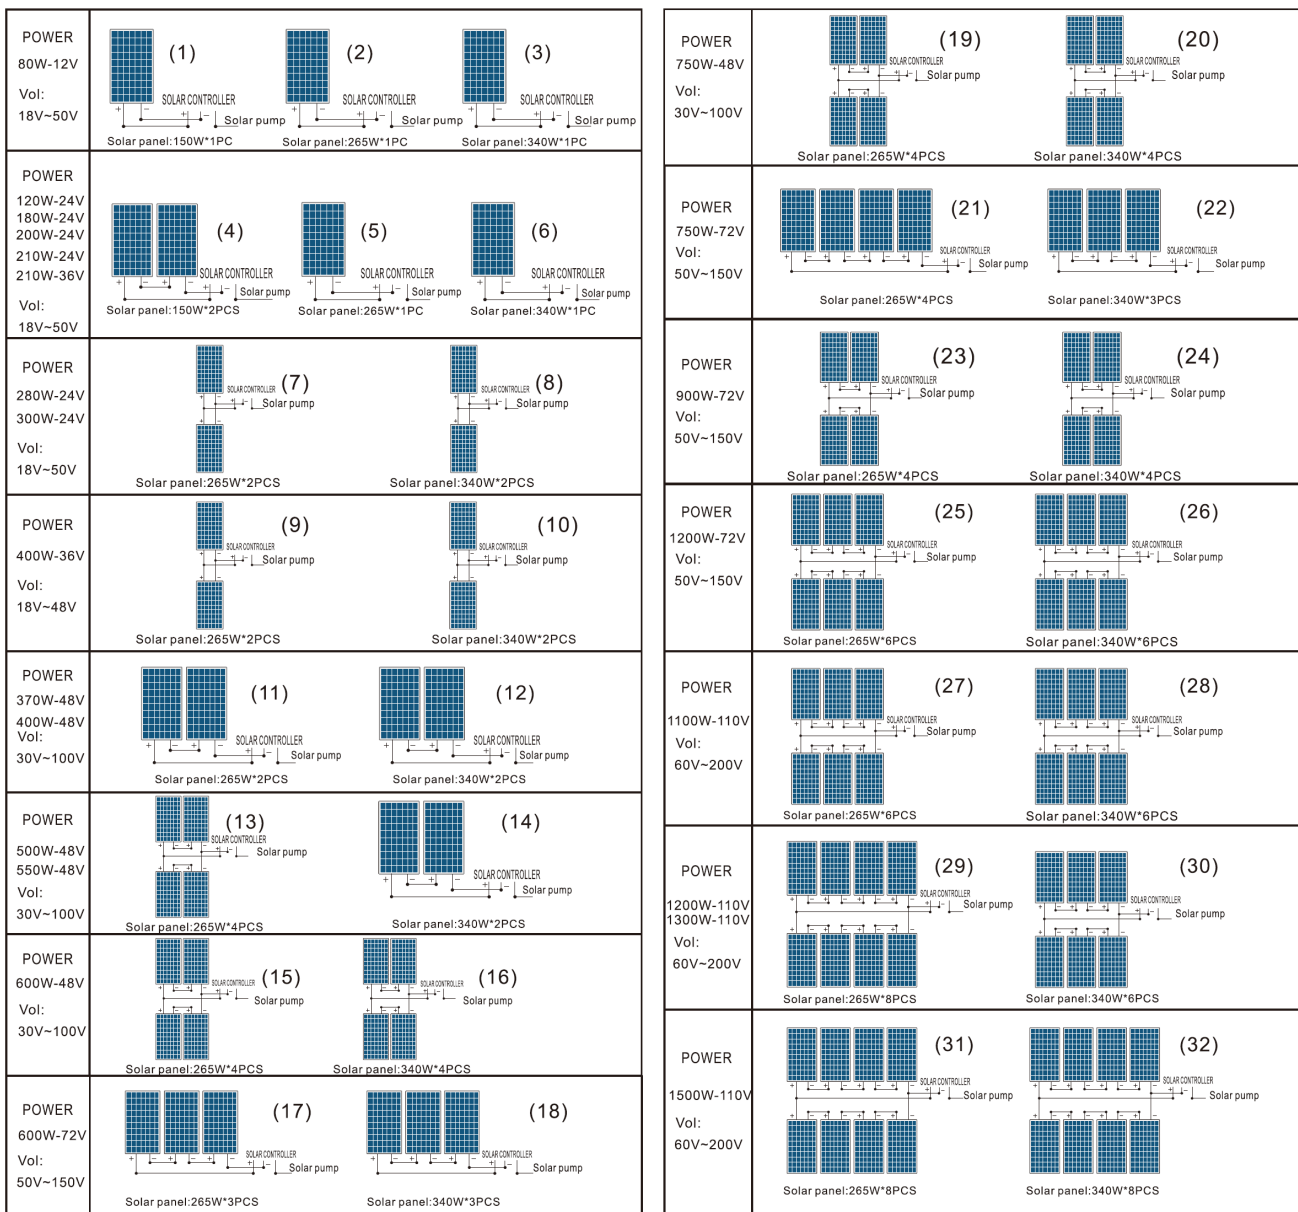 POWER
80W-12V
Vol:
18V~50V
(1)
SOLAR CONTROLLER
+ −
+ −
Solar pump
Solar panel:150W*1PC
(2)
SOLAR CONTROLLER
+ −
+ −
Solar pump
Solar panel:265W*1PC
(3)
SOLAR CONTROLLER
+ −
+ −
Solar pump
Solar panel:340W*1PC
POWER
120W-24V
180W-24V
200W-24V
210W-24V
210W-36V
Vol:
18V~50V
(4)
SOLAR CONTROLLER
+ − + −
+ −
Solar pump
Solar panel:150W*2PCS
(5)
SOLAR CONTROLLER
+ −
+ −
Solar pump
Solar panel:265W*1PC
(6)
SOLAR CONTROLLER
+ −
+ −
Solar pump
Solar panel:340W*1PC
POWER
280W-24V
300W-24V
Vol:
18V~50V
(7)
SOLAR CONTROLLER
+ −
+ −
Solar pump
+ −
Solar panel:265W*2PCS
(8)
SOLAR CONTROLLER
+ −
+ −
Solar pump
+ −
Solar panel:340W*2PCS
POWER
400W-36V
Vol:
18V~48V
(9)
SOLAR CONTROLLER
+ −
+ −
Solar pump
+ −
Solar panel:265W*2PCS
(10)
SOLAR CONTROLLER
+ −
+ −
Solar pump
+ −
Solar panel:340W*2PCS
POWER
370W-48V
400W-48V
Vol:
30V~100V
(11)
SOLAR CONTROLLER
+ − + −
+ −
Solar pump
Solar panel:265W*2PCS
(12)
SOLAR CONTROLLER
+ − + −
+ −
Solar pump
Solar panel:340W*2PCS
POWER
500W-48V
550W-48V
Vol:
30V~100V
(13)
SOLAR CONTROLLER
+ − + −
+ −
Solar pump
+ − + −
Solar panel:265W*4PCS
(14)
SOLAR CONTROLLER
+ − + −
+ −
Solar pump
Solar panel:340W*2PCS
POWER
600W-48V
Vol:
30V~100V
(15)
SOLAR CONTROLLER
+ − + −
+ −
Solar pump
+ − + −
Solar panel:265W*4PCS
(16)
SOLAR CONTROLLER
+ − + −
+ −
Solar pump
+ − + −
Solar panel:340W*4PCS
POWER
600W-72V
Vol:
50V~150V
(17)
SOLAR CONTROLLER
+ − + − + −
+ −
Solar pump
Solar panel:265W*3PCS
(18)
SOLAR CONTROLLER
+ − + − + −
+ −
Solar pump
Solar panel:340W*3PCS
POWER
750W-48V
Vol:
30V~100V
(19)
SOLAR CONTROLLER
+ − + −
+ −
Solar pump
+ − + −
Solar panel:265W*4PCS
(20)
SOLAR CONTROLLER
+ − + −
+ −
Solar pump
+ − + −
Solar panel:340W*4PCS
POWER
750W-72V
Vol:
50V~150V
(21)
SOLAR CONTROLLER
+ − + − + − + −
+ −
Solar pump
Solar panel:265W*4PCS
(22)
SOLAR CONTROLLER
+ − + − + −
+ −
Solar pump
Solar panel:340W*3PCS
POWER
900W-72V
Vol:
50V~150V
(23)
SOLAR CONTROLLER
+ − + −
+ −
Solar pump
+ − + −
Solar panel:265W*4PCS
(24)
SOLAR CONTROLLER
+ − + −
+ −
Solar pump
+ − + −
Solar panel:340W*4PCS
POWER
1200W-72V
Vol:
50V~150V
(25)
SOLAR CONTROLLER
+ − + − + −
+ −
Solar pump
+ − + − + −
Solar panel:265W*6PCS
(26)
SOLAR CONTROLLER
+ − + − + −
+ −
Solar pump
+ − + − + −
Solar panel:340W*6PCS
POWER
1100W-110V
Vol:
60V~200V
(27)
SOLAR CONTROLLER
+ − + − + −
+ −
Solar pump
+ − + − + −
Solar panel:265W*6PCS
(28)
SOLAR CONTROLLER
+ − + − + −
+ −
Solar pump
+ − + − + −
Solar panel:340W*6PCS
POWER
1200W-110V
1300W-110V
Vol:
60V~200V
(29)
SOLAR CONTROLLER
+ − + − + − + −
+ −
Solar pump
+ − + − + − + −
Solar panel:265W*8PCS
(30)
SOLAR CONTROLLER
+ − + − + −
+ −
Solar pump
+ − + − + −
Solar panel:340W*6PCS
POWER
1500W-110V
Vol:
60V~200V
(31)
SOLAR CONTROLLER
+ − + − + − + −
+ −
Solar pump
+ − + − + − + −
Solar panel:265W*8PCS
(32)
SOLAR CONTROLLER
+ − + − + − + −
+ −
Solar pump
+ − + − + − + −
Solar panel:340W*8PCS